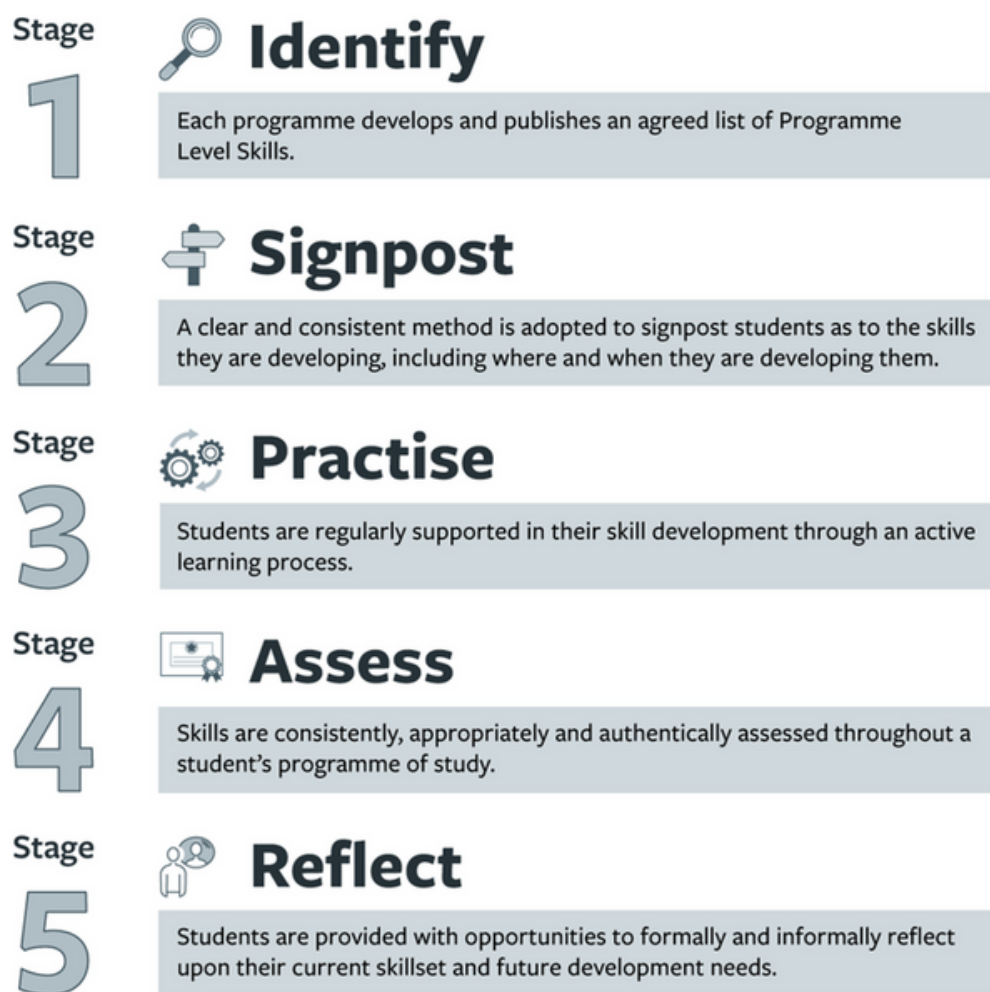 Stage
1
Identify
Each programme develops and publishes an agreed list of Programme
Level Skills.
Stage
2
Signpost
A clear and consistent method is adopted to signpost students as to the skills
they are developing, including where and when they are developing them.
Stage
3
Practise
Students are regularly supported in their skill development through an active
learning process.
Stage
4
Assess
Skills are consistently, appropriately and authentically assessed throughout a
student’s programme of study.
Stage
5
Reflect
Students are provided with opportunities to formally and informally reflect
upon their current skillset and future development needs.